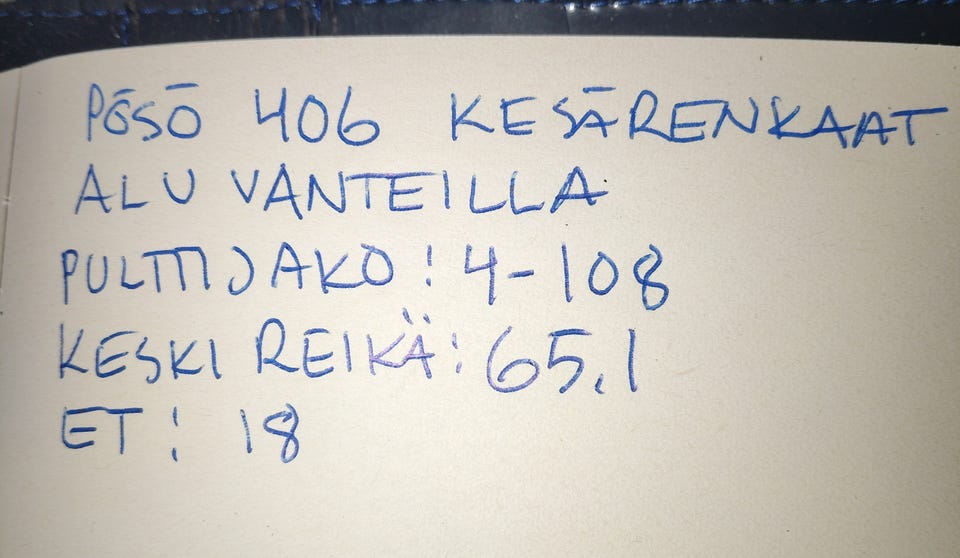 PÖSÖ 406 KESÄRENKAAT
ALU VANTEILLA
PULTTIJAKO: 4-108
KESKI REIKÄ: 65.1
ET: 18